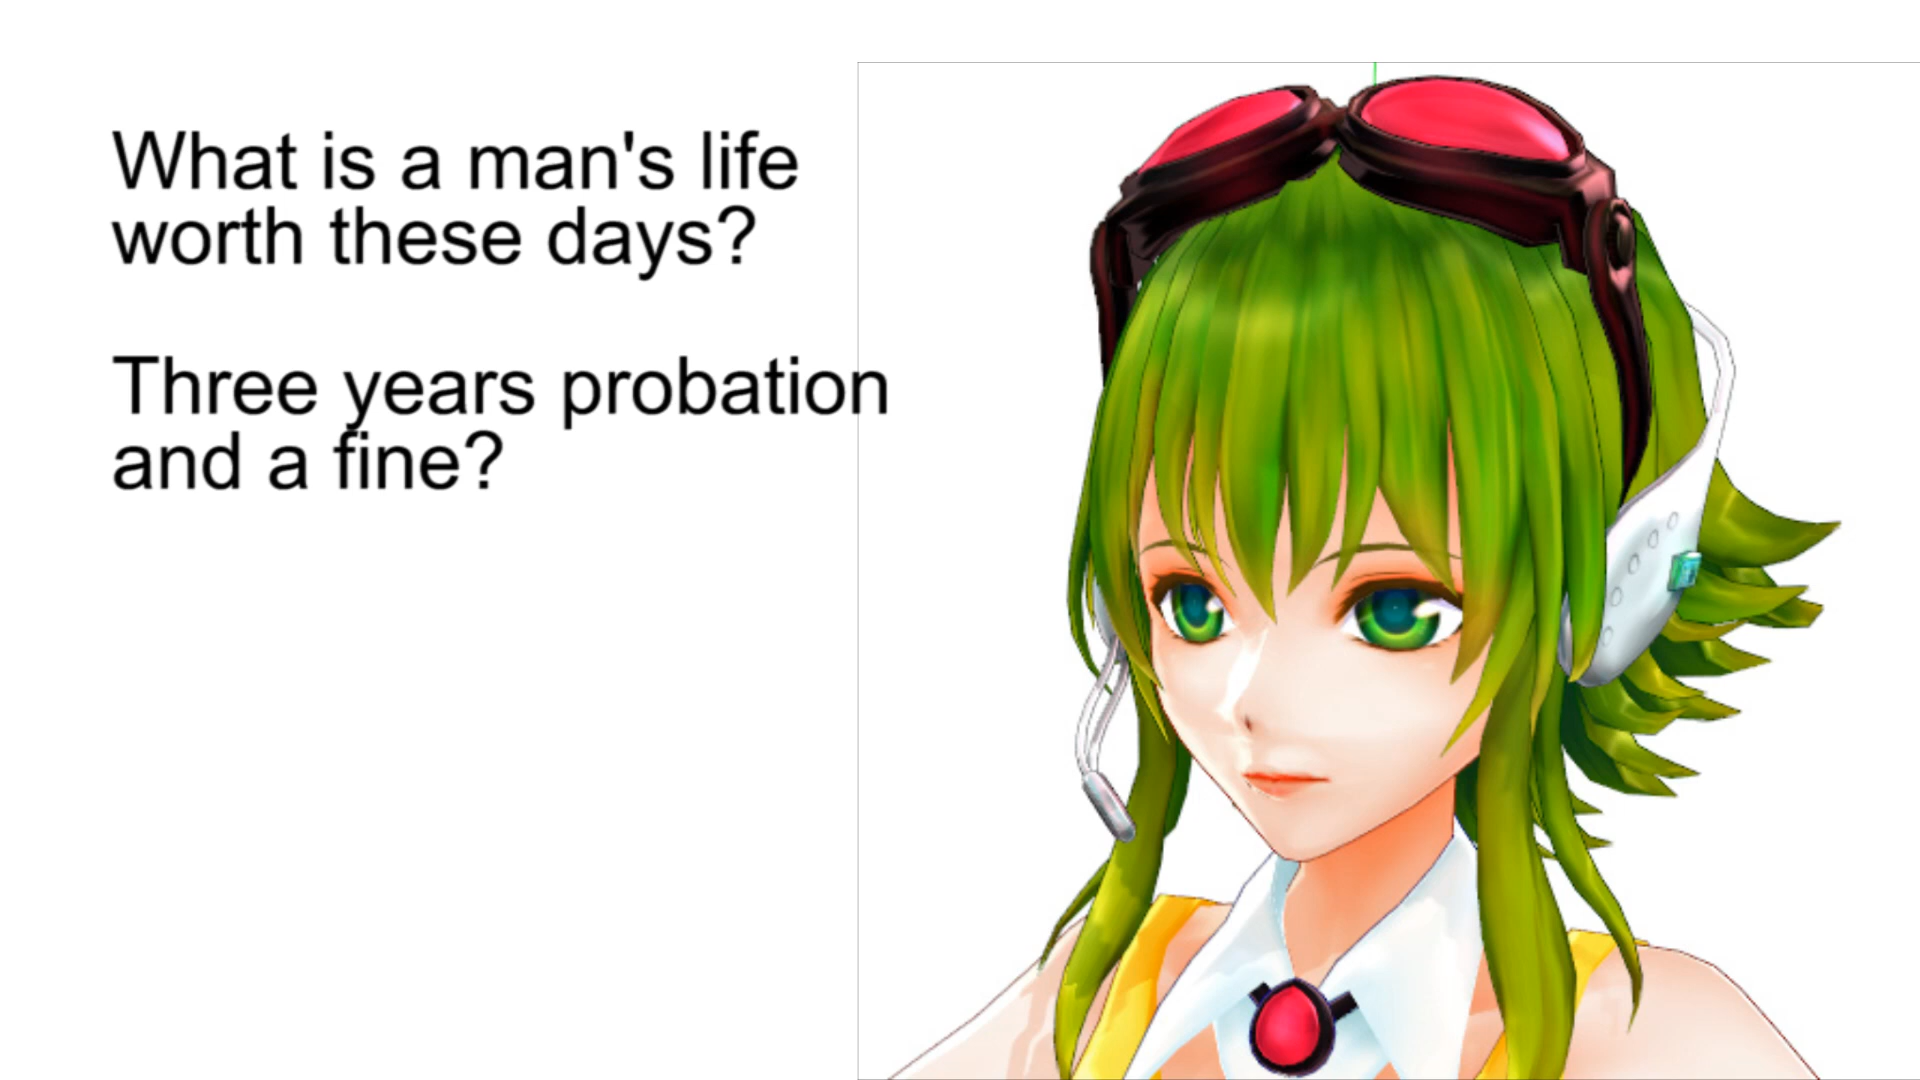 What is a man's life
worth these days?
Three years probation
and a fine?